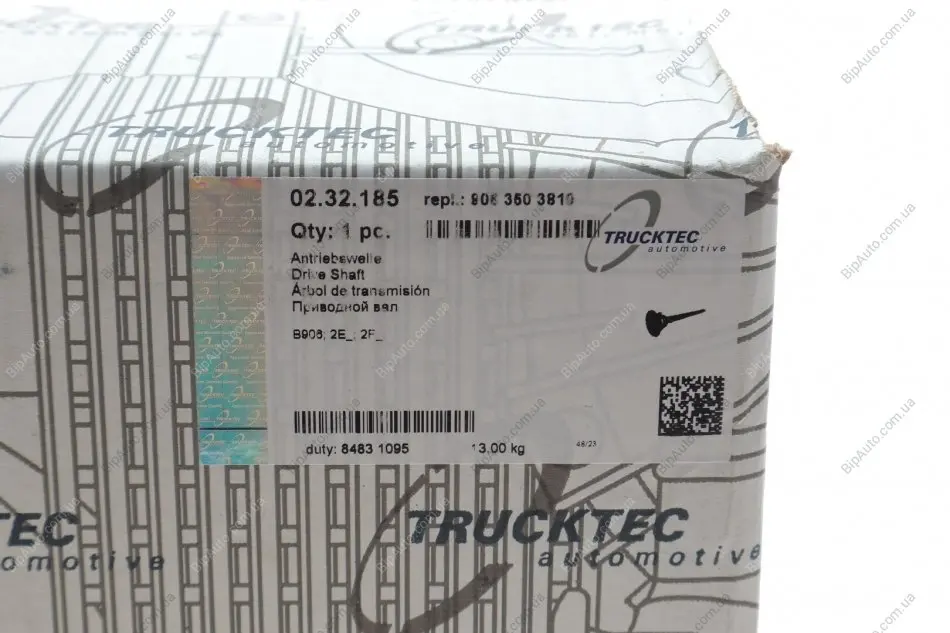 TRUCKTEC
automotive
02.32.185 repl.: 906 350 3810
Qty: 1 pc.
TRUCKTEC
automotive
Antriebswelle
Drive Shaft
Árbol de transmisión
Приводной вал
B906; 2E_; 2F_
duty: 8483 1095 13,00 kg 48/23
TEC
omotive
TRUCKTEC
automotive
BipAuto.com.ua